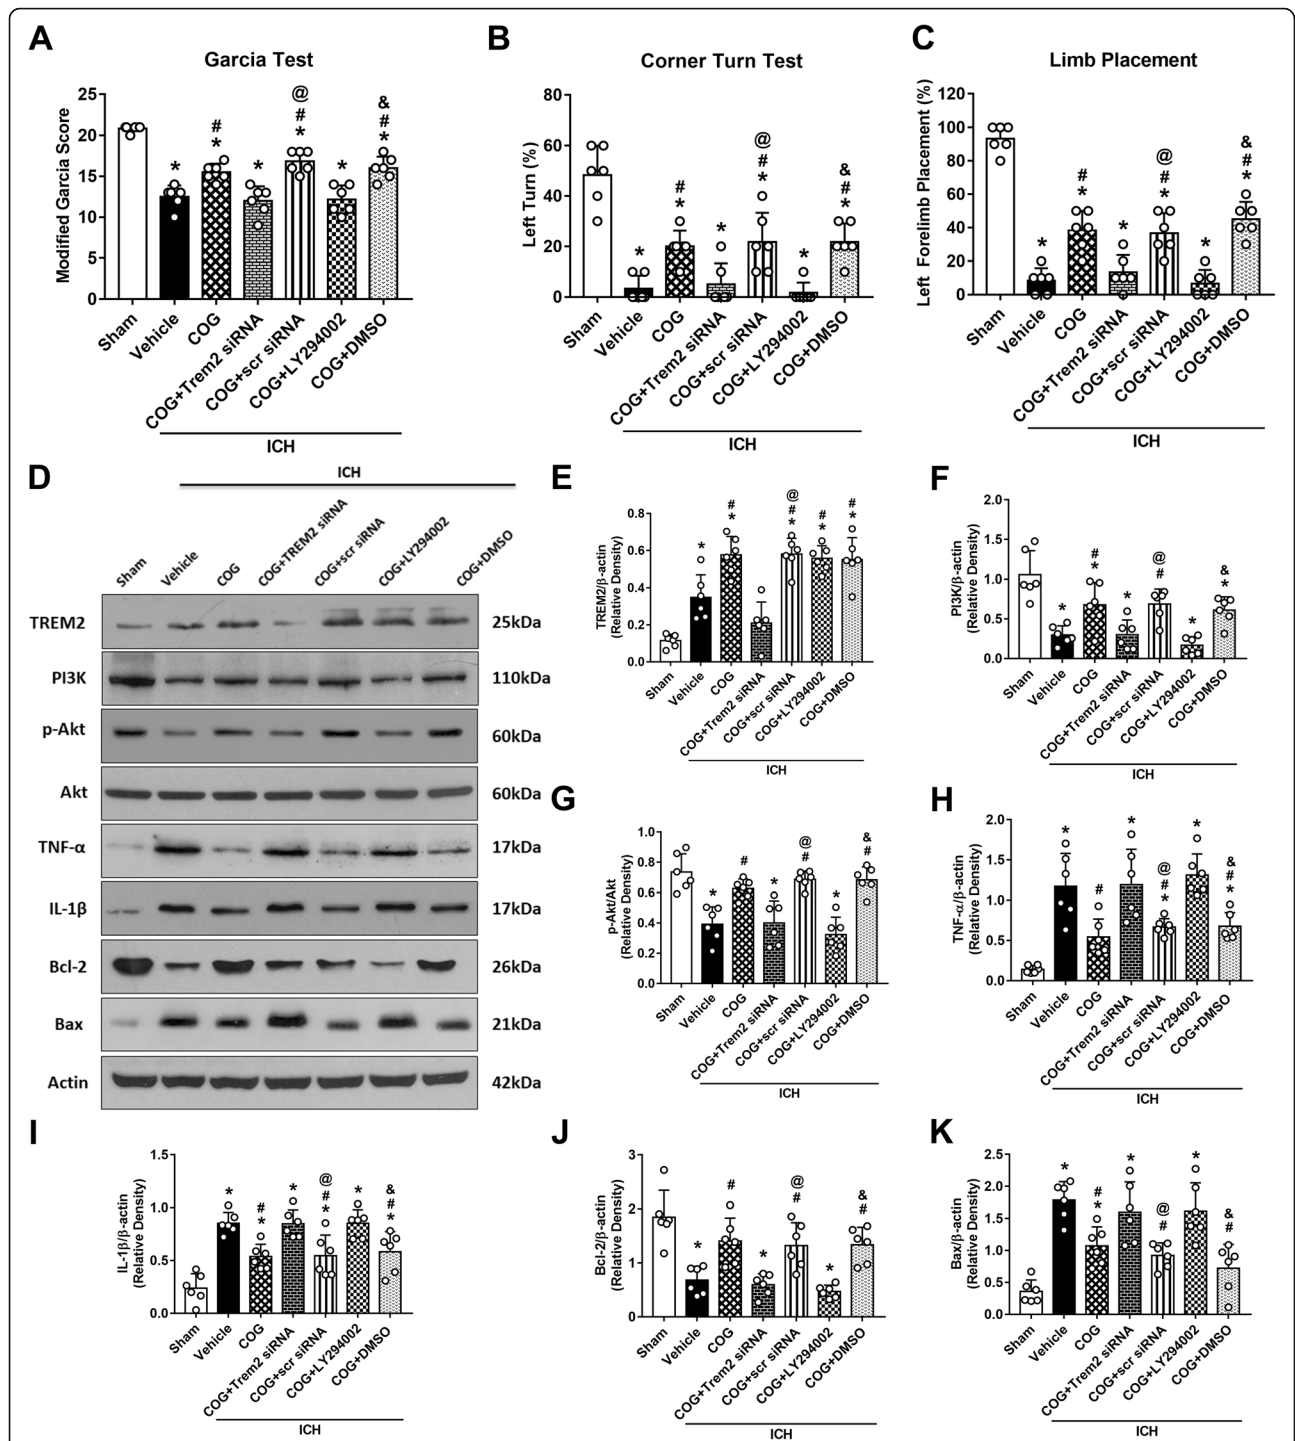 A
Garcia Test
Modified Garcia Score
25
20
15
10
5
0
*
#
*
*
@
#
*
*
&
#
*
Sham
Vehicle
COG
COG+Trem2 siRNA
COG+scr siRNA
COG+LY294002
COG+DMSO
ICH
B
Corner Turn Test
Left Turn (%)
80
60
40
20
0
*
#
*
*
@
#
*
*
&
#
*
Sham
Vehicle
COG
COG+Trem2 siRNA
COG+scr siRNA
COG+LY294002
COG+DMSO
ICH
C
Limb Placement
Left Forelimb Placement (%)
120
100
80
60
40
20
0
*
#
*
*
@
#
*
*
&
#
*
Sham
Vehicle
COG
COG+Trem2 siRNA
COG+scr siRNA
COG+LY294002
COG+DMSO
ICH
D
ICH
Sham
Vehicle
COG
COG+TREM2 siRNA
COG+scr siRNA
COG+LY294002
COG+DMSO
TREM2 25kDa
PI3K 110kDa
p-Akt 60kDa
Akt 60kDa
TNF-α 17kDa
IL-1β 17kDa
Bcl-2 26kDa
Bax 21kDa
Actin 42kDa
E
TREM2/β-actin
(Relative Density)
0.8
0.6
0.4
0.2
0.0
*
#
*
@
#
*
#
*
#
*
Sham
Vehicle
COG
COG+Trem2 siRNA
COG+scr siRNA
COG+LY294002
COG+DMSO
ICH
F
PI3K/β-actin
(Relative Density)
2.0
1.5
1.0
0.5
0.0
*
#
*
*
@
#
*
&
*
Sham
Vehicle
COG
COG+Trem2 siRNA
COG+scr siRNA
COG+LY294002
COG+DMSO
ICH
G
p-Akt/Akt
(Relative Density)
1.0
0.8
0.6
0.4
0.2
0.0
*
#
*
@
#
*
&
#
Sham
Vehicle
COG
COG+Trem2 siRNA
COG+scr siRNA
COG+LY294002
COG+DMSO
ICH
H
TNF-α/β-actin
(Relative Density)
2.0
1.5
1.0
0.5
0.0
*
#
*
@
#
*
*
&
#
*
Sham
Vehicle
COG
COG+Trem2 siRNA
COG+scr siRNA
COG+LY294002
COG+DMSO
ICH
I
IL-1β/β-actin
(Relative Density)
1.5
1.0
0.5
0.0
*
#
*
*
@
#
*
*
&
#
*
Sham
Vehicle
COG
COG+Trem2 siRNA
COG+scr siRNA
COG+LY294002
COG+DMSO
ICH
J
Bcl-2/β-actin
(Relative Density)
3
2
1
0
*
#
*
@
#
*
&
#
Sham
Vehicle
COG
COG+Trem2 siRNA
COG+scr siRNA
COG+LY294002
COG+DMSO
ICH
K
Bax/β-actin
(Relative Density)
2.5
2.0
1.5
1.0
0.5
0.0
*
#
*
*
@
#
*
&
#
Sham
Vehicle
COG
COG+Trem2 siRNA
COG+scr siRNA
COG+LY294002
COG+DMSO
ICH